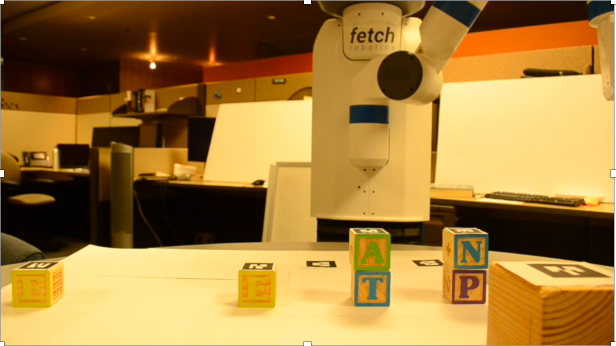 fetch
robotics
A N
E E T P